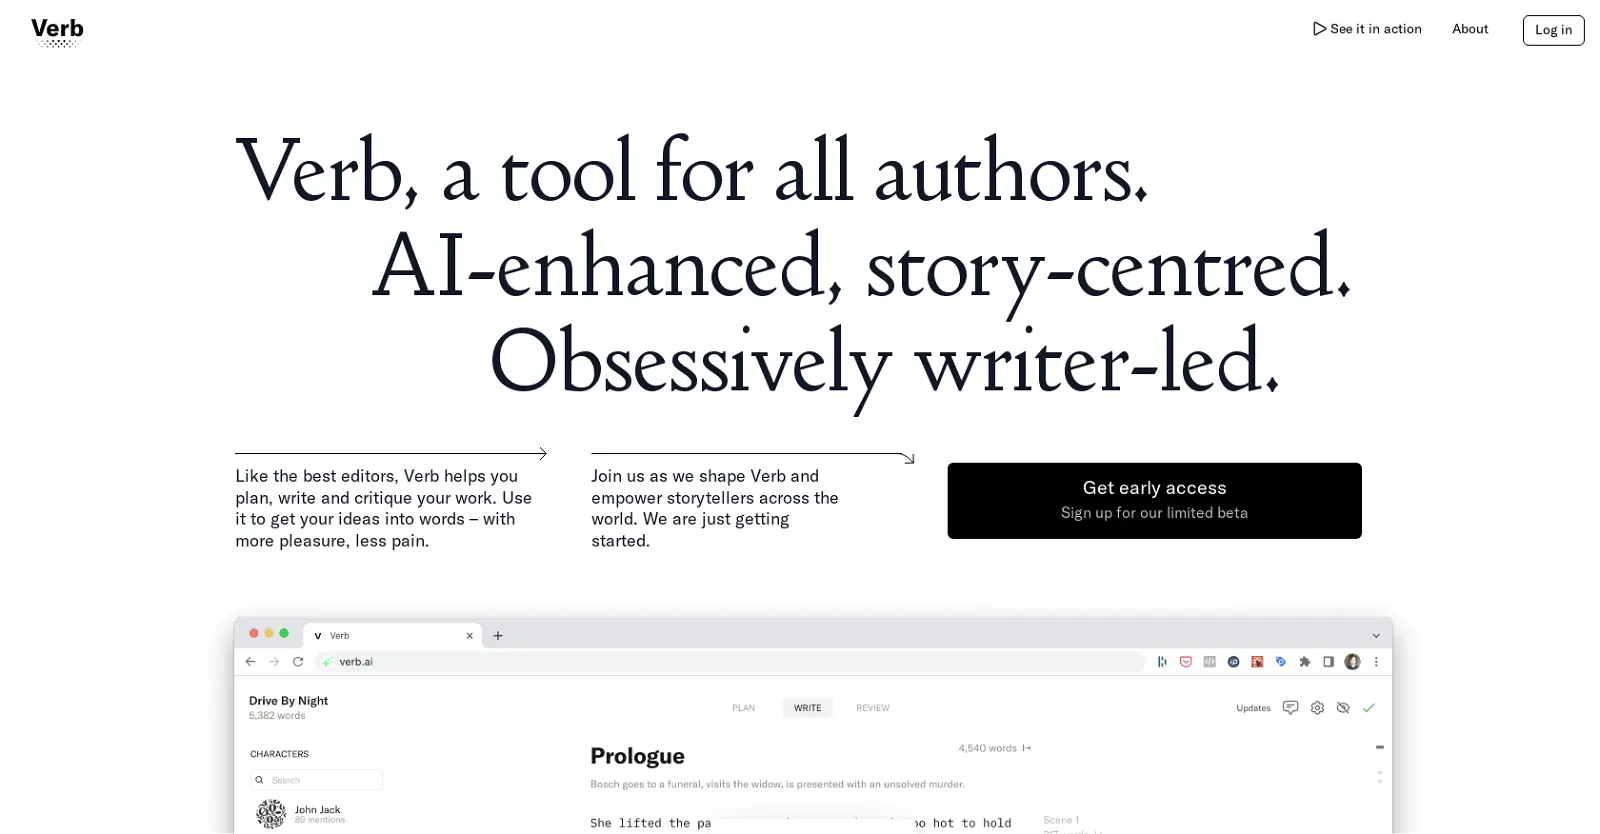 Verb
See it in action
About
Log in
Verb, a tool for all authors.
AI-enhanced, story-centred.
Obsessively writer-led.
Like the best editors, Verb helps you
plan, write and critique your work. Use
it to get your ideas into words – with
more pleasure, less pain.
Join us as we shape Verb and
empower storytellers across the
world. We are just getting
started.
Get early access
Sign up for our limited beta
Verb
verb.ai
Drive By Night
5,382 words
PLAN
WRITE
REVIEW
Updates
CHARACTERS
Search
John Jack
89 mentions
Prologue
4,540 words
Bosch goes to a funeral, visits the widow, is presented with an unsolved murder.
She lifted the hot to hold
Scene 1